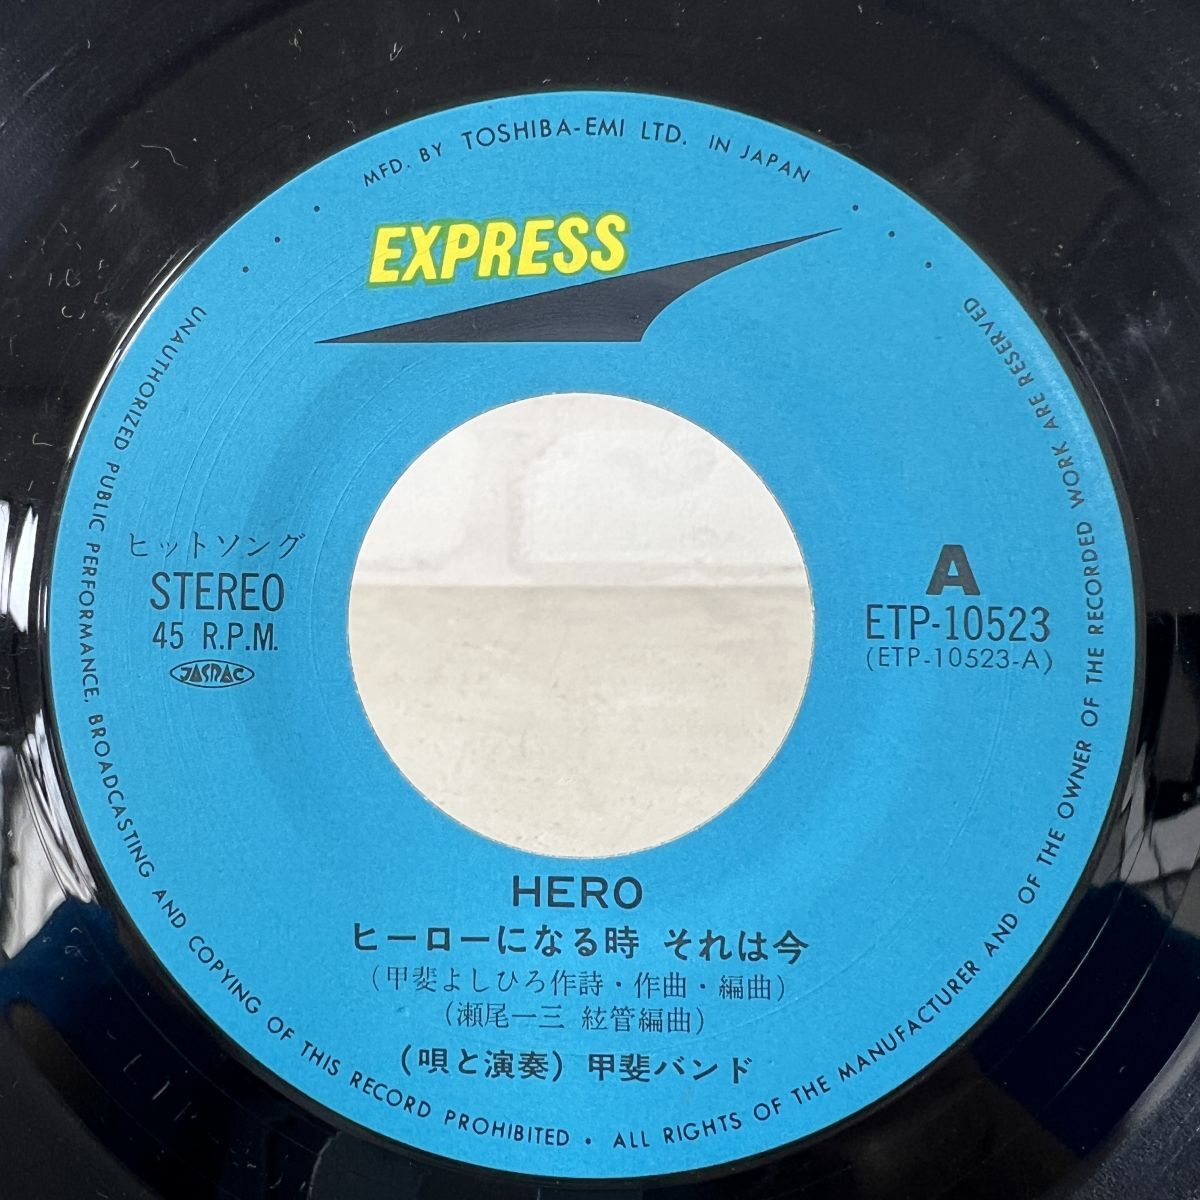 MFD. BY TOSHIBA-EMI LTD. IN JAPAN
EXPRESS
ヒットソング
STEREO
45 R.P.M.
JASRAC
A
ETP-10523
(ETP-10523-A)
HERO
ヒーローになる時 それは今
(甲斐よしひろ作詩・作曲・編曲)
(瀬尾一三 絃管編曲)
(唄と演奏) 甲斐バンド
UNAUTHORIZED PUBLIC PERFORMANCE, BROADCASTING AND COPYING OF THIS RECORD PROHIBITED • ALL RIGHTS OF THE MANUFACTURER AND OF THE OWNER OF THE RECORDED WORK ARE RESERVED